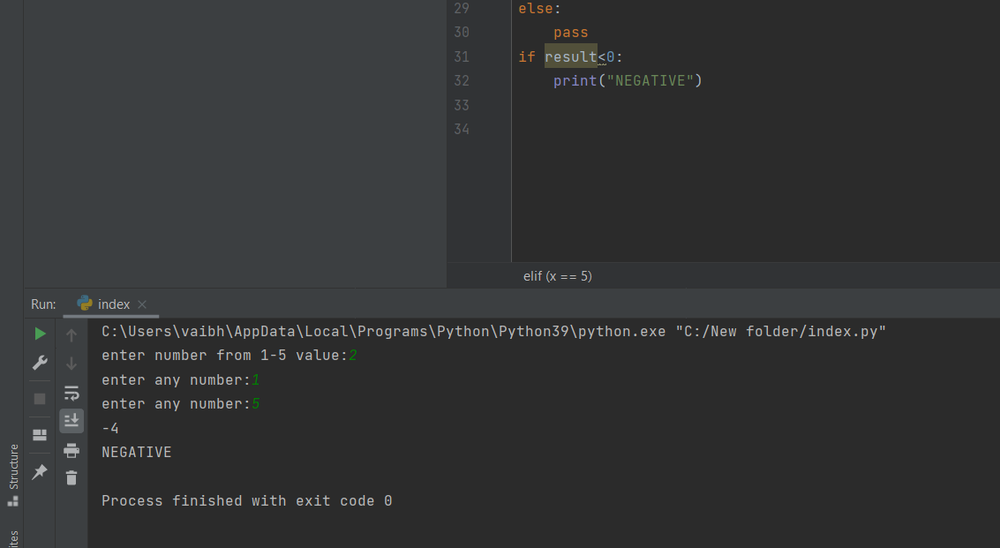 29 else:
30 pass
31 if result<0:
32 print("NEGATIVE")
33
34
elif (x == 5)
Run: index
C:\Users\vaibh\AppData\Local\Programs\Python\Python39\python.exe "C:/New folder/index.py"
enter number from 1-5 value:2
enter any number:1
enter any number:5
-4
NEGATIVE
Process finished with exit code 0
Structure
ites